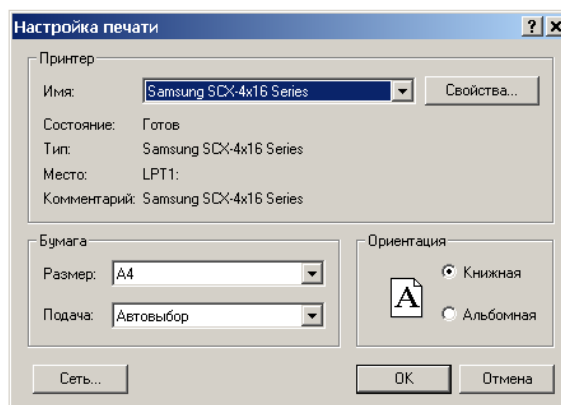 Настройка печати
Принтер
Имя: Samsung SCX-4x16 Series Свойства...
Состояние: Готов
Тип: Samsung SCX-4x16 Series
Место: LPT1:
Комментарий: Samsung SCX-4x16 Series
Бумага
Размер: A4
Подача: Автовыбор
Ориентация
A
Книжная
Альбомная
Сеть... OK Отмена